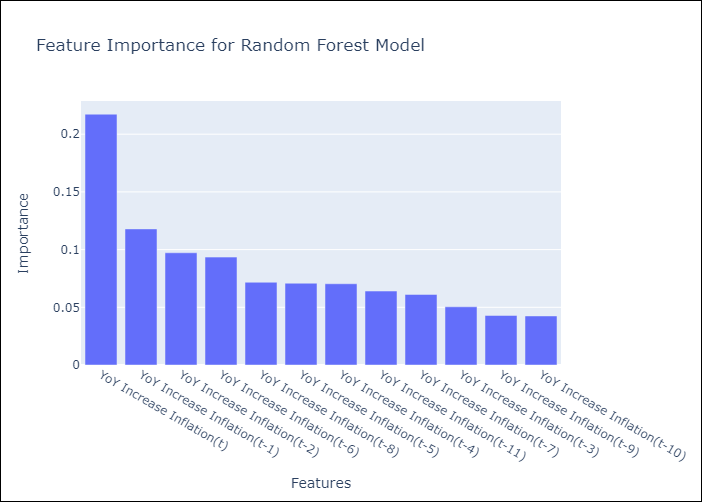 Feature Importance for Random Forest Model
Importance
0.2
0.15
0.1
0.05
0
YoY Increase Inflation(t)
YoY Increase Inflation(t-1)
YoY Increase Inflation(t-2)
YoY Increase Inflation(t-6)
YoY Increase Inflation(t-8)
YoY Increase Inflation(t-5)
YoY Increase Inflation(t-4)
YoY Increase Inflation(t-11)
YoY Increase Inflation(t-7)
YoY Increase Inflation(t-3)
YoY Increase Inflation(t-9)
YoY Increase Inflation(t-10)
Features